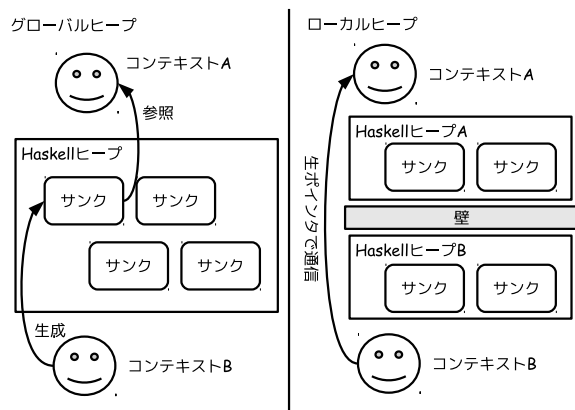 グローバルヒープ
コンテキストA
参照
Haskellヒープ
サンク
サンク
サンク
サンク
生成
コンテキストB
ローカルヒープ
コンテキストA
HaskellヒープA
サンク
サンク
生ポインタで通信
壁
HaskellヒープB
サンク
サンク
コンテキストB